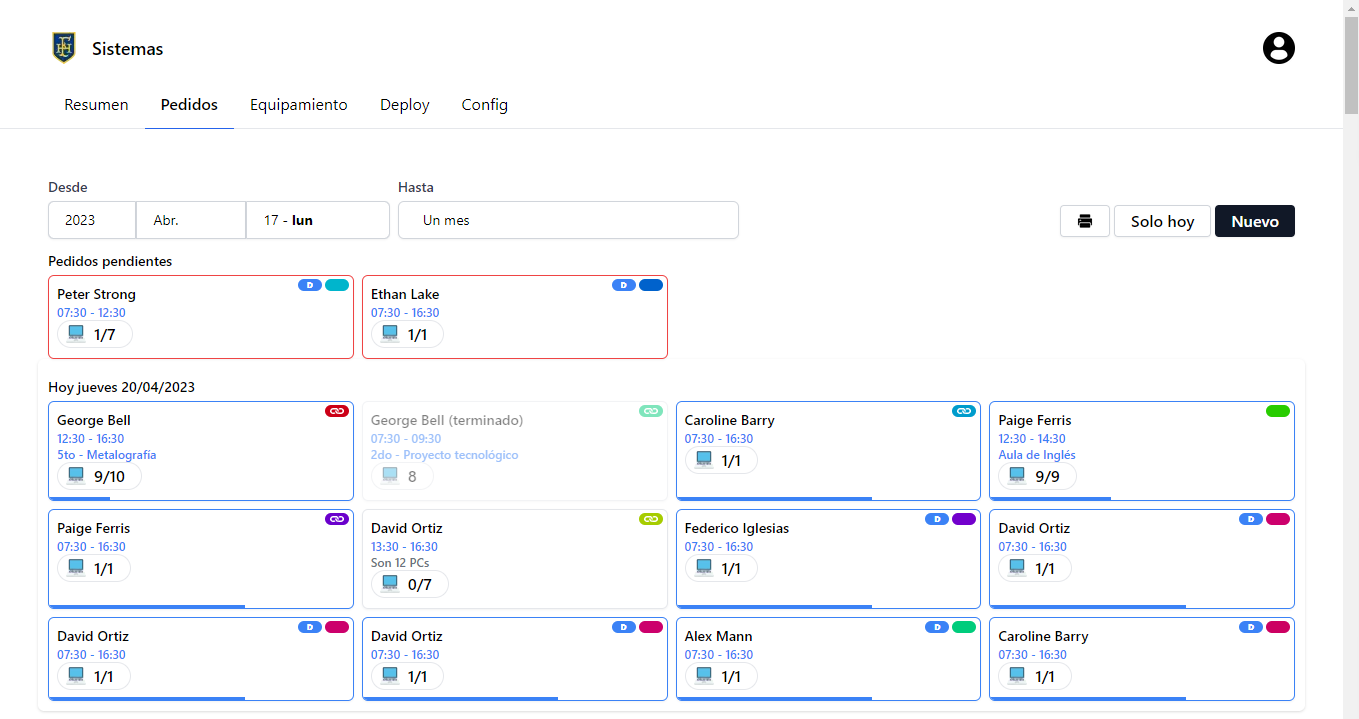 Sistemas
Resumen Pedidos Equipamiento Deploy Config
Desde Hasta
2023 Abr. 17 - lun Un mes Solo hoy Nuevo
Pedidos pendientes
D D
Peter Strong Ethan Lake
07:30 - 12:30 07:30 - 16:30
1/7 1/1
Hoy jueves 20/04/2023
George Bell George Bell (terminado) Caroline Barry Paige Ferris
12:30 - 16:30 07:30 - 09:30 07:30 - 16:30 12:30 - 14:30
5to - Metalografía 2do - Proyecto tecnológico Aula de Inglés
9/10 8 1/1 9/9
D D
Paige Ferris David Ortiz Federico Iglesias David Ortiz
07:30 - 16:30 13:30 - 16:30 07:30 - 16:30 07:30 - 16:30
Son 12 PCs
1/1 0/7 1/1 1/1
D D D D
David Ortiz David Ortiz Alex Mann Caroline Barry
07:30 - 16:30 07:30 - 16:30 07:30 - 16:30 07:30 - 16:30
1/1 1/1 1/1 1/1